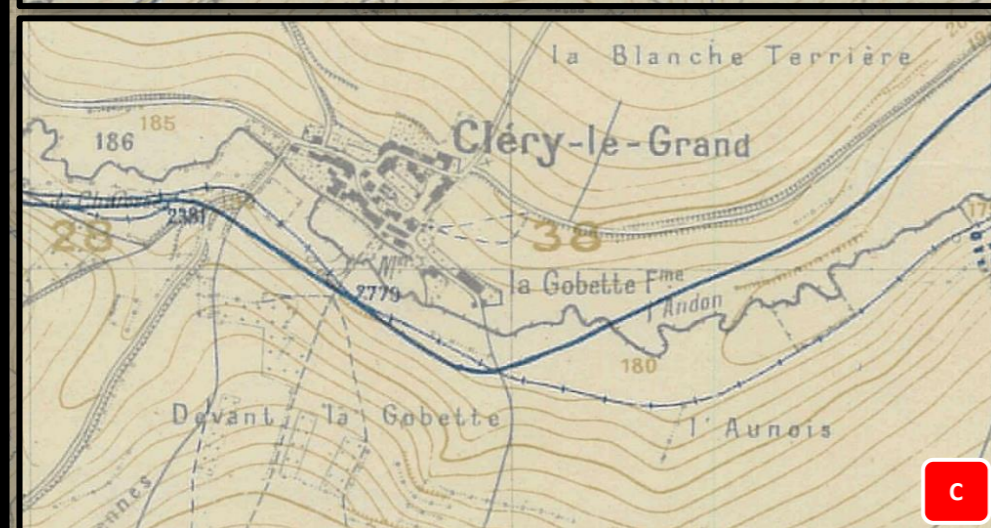 la Blanche Terrière
185
186
Cléry-le-Grand
2381
28
38
la Gobette Fme
2779
l'Andon
180
Devant la Gobette
l'Aunois
C